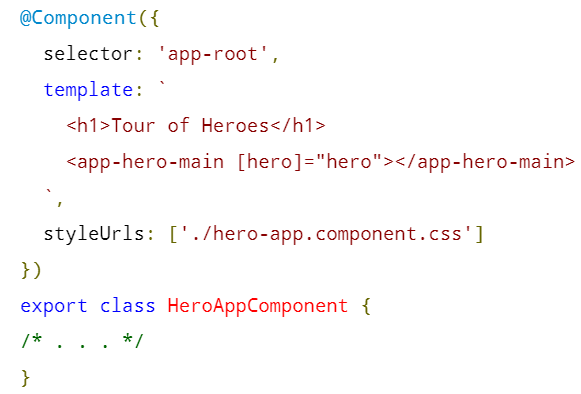 @Component({
  selector: 'app-root',
  template: `
    <h1>Tour of Heroes</h1>
    <app-hero-main [hero]="hero"></app-hero-main>
  `,
  styleUrls: ['./hero-app.component.css']
})
export class HeroAppComponent {
/* . . . */
}